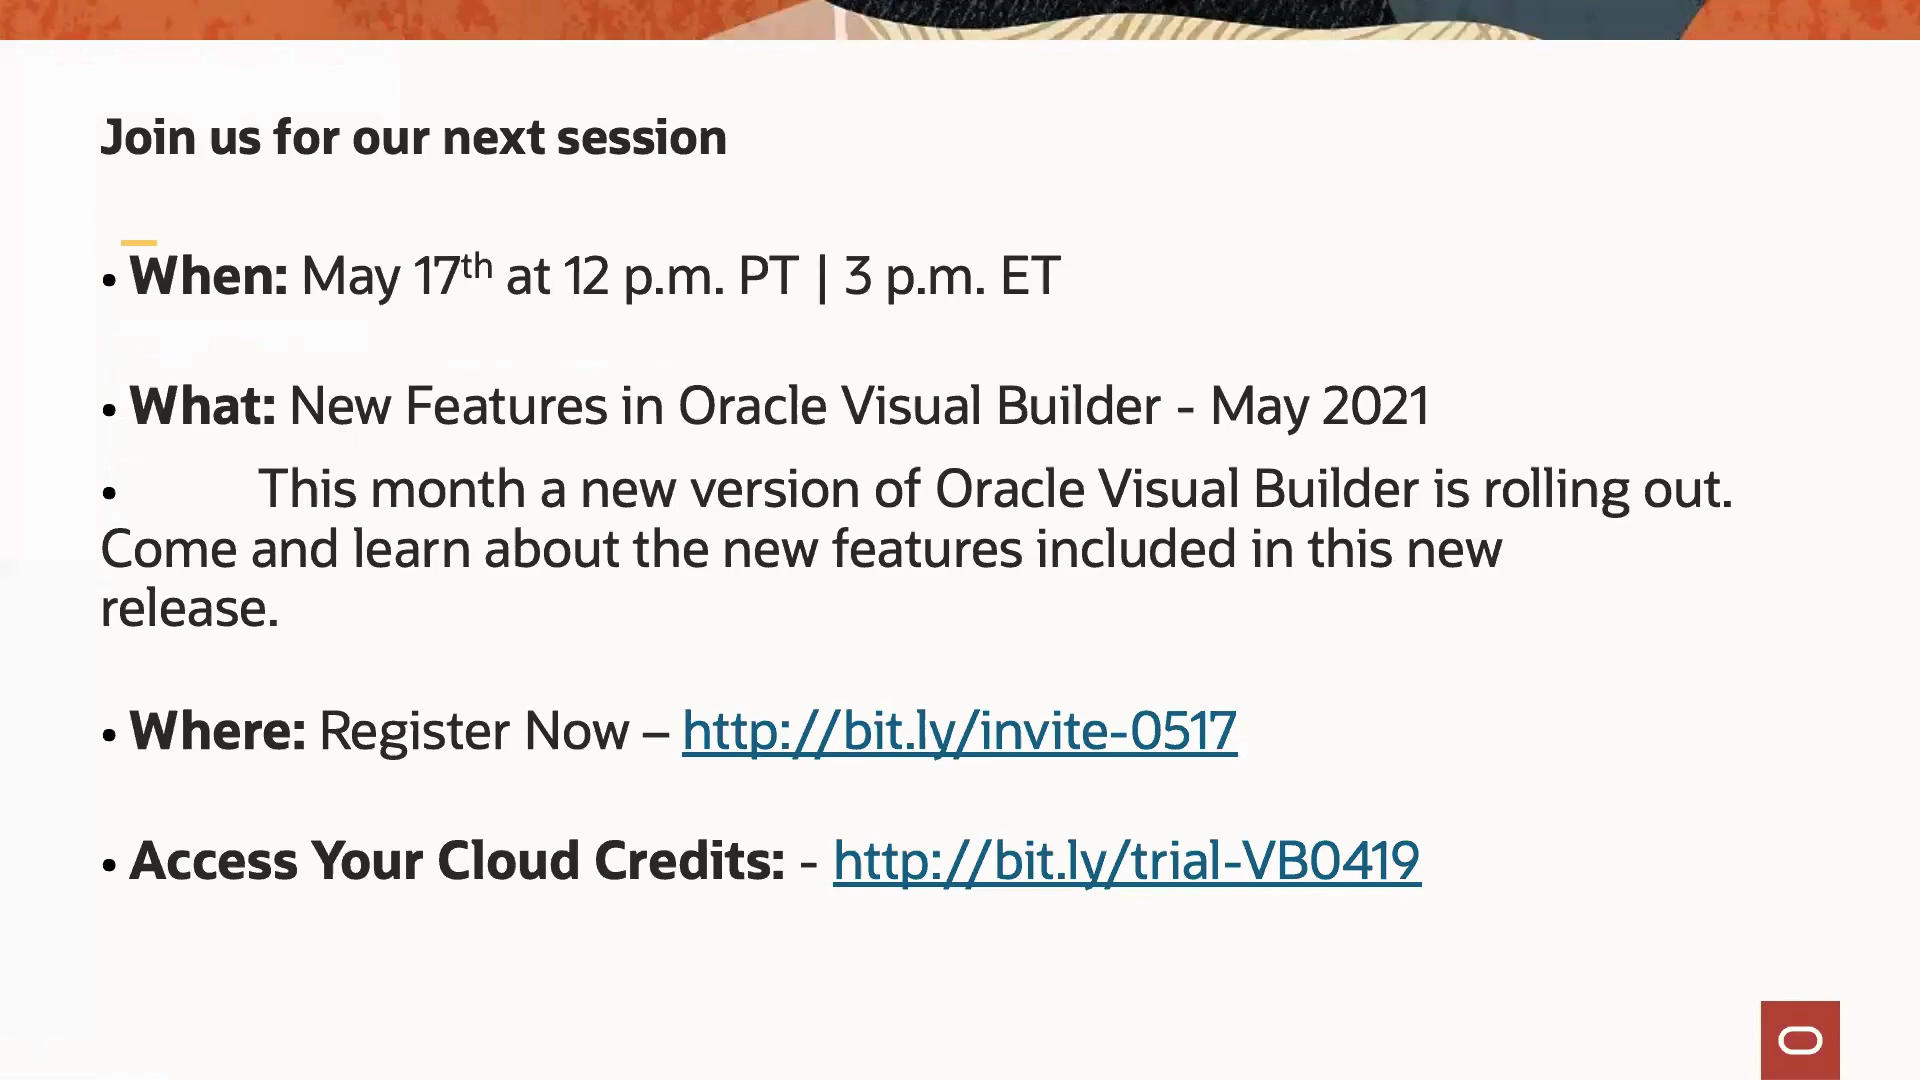 Join us for our next session
• When: May 17th at 12 p.m. PT | 3 p.m. ET
• What: New Features in Oracle Visual Builder - May 2021
• This month a new version of Oracle Visual Builder is rolling out.
Come and learn about the new features included in this new
release.
• Where: Register Now – http://bit.ly/invite-0517
• Access Your Cloud Credits: - http://bit.ly/trial-VB0419